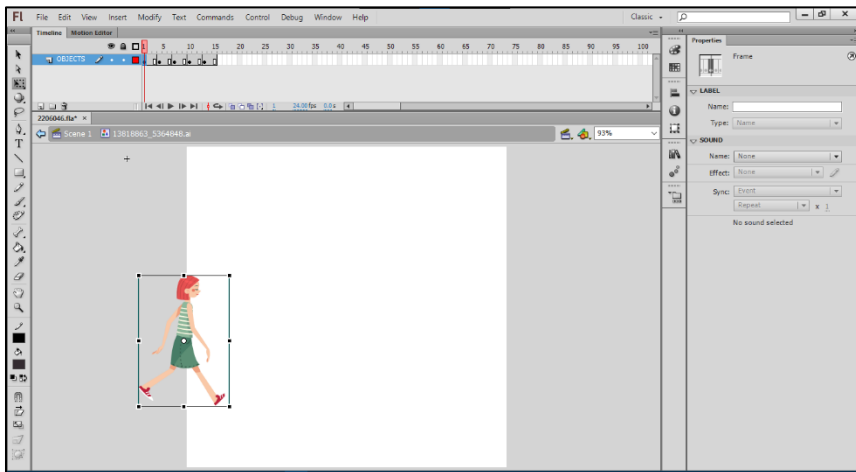 Fl File Edit View Insert Modify Text Commands Control Debug Window Help Classic
Timeline Motion Editor
1 5 10 15 20 25 30 35 40 45 50 55 60 65 70 75 80 85 90 95 100
OBJECTS
1 24.00 fps 0.0 s
2206046.fla* ×
Scene 1 13818863_5364848.ai 93%
Properties
Frame
LABEL
Name:
Type: Name
SOUND
Name: None
Effect: None
Sync: Event
Repeat x 1
No sound selected
T